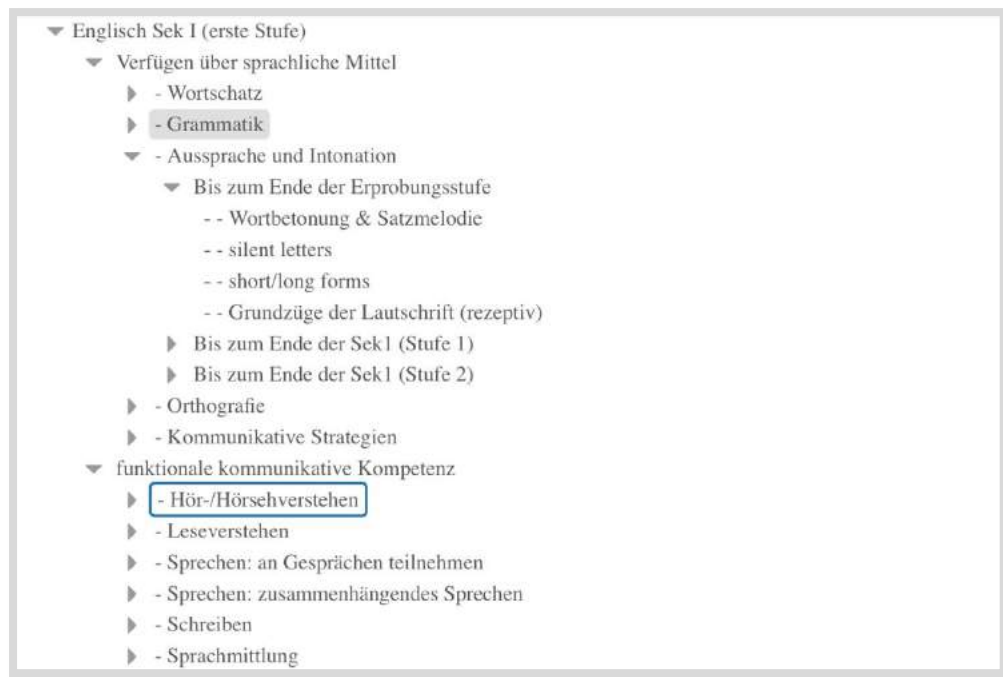 Englisch Sek I (erste Stufe)
Verfügen über sprachliche Mittel
- Wortschatz
- Grammatik
- Aussprache und Intonation
Bis zum Ende der Erprobungsstufe
- - Wortbetonung & Satzmelodie
- - silent letters
- - short/long forms
- - Grundzüge der Lautschrift (rezeptiv)
Bis zum Ende der Sek1 (Stufe 1)
Bis zum Ende der Sek1 (Stufe 2)
- Orthografie
- Kommunikative Strategien
funktionale kommunikative Kompetenz
- Hör-/Hörsehverstehen
- Leseverstehen
- Sprechen: an Gesprächen teilnehmen
- Sprechen: zusammenhängendes Sprechen
- Schreiben
- Sprachmittlung